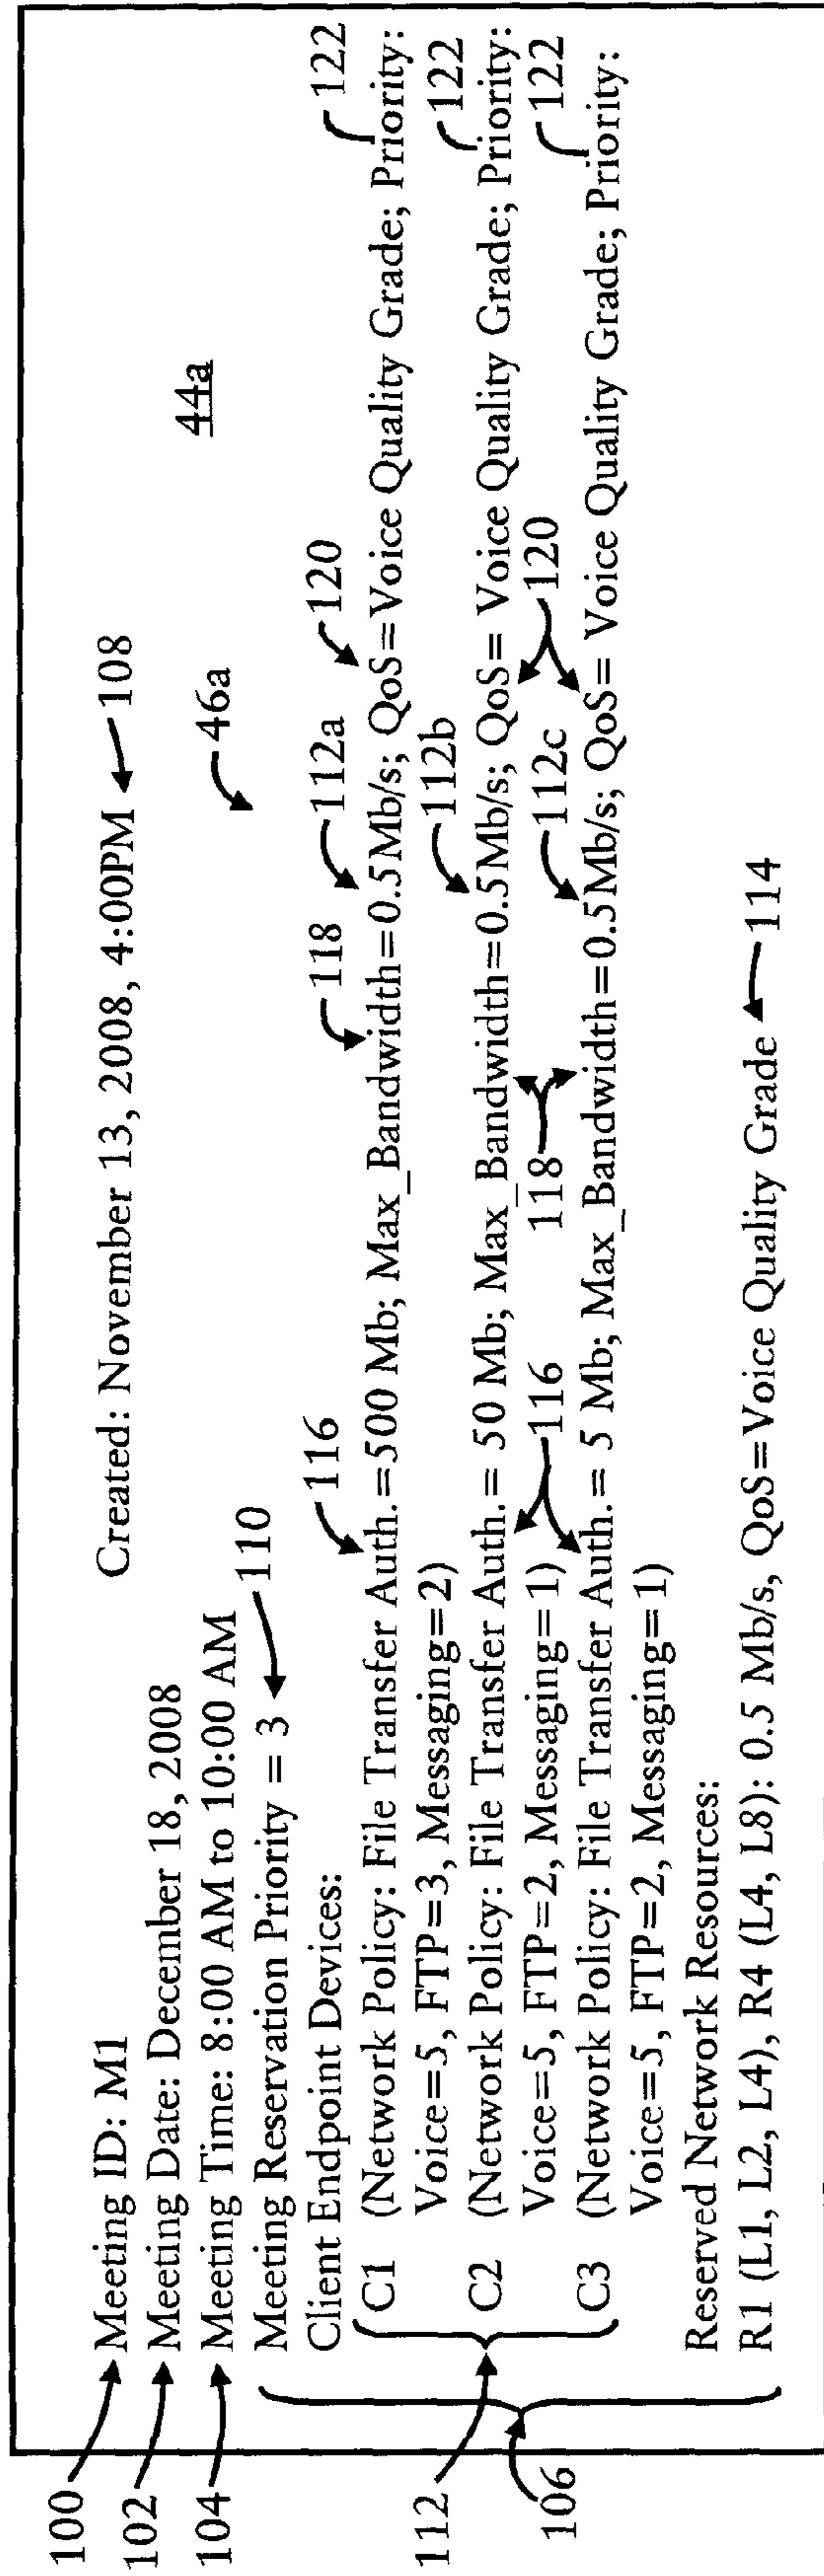 100 Meeting ID: M1 Created: November 13, 2008, 4:00PM 108
102 Meeting Date: December 18, 2008
44a
104 Meeting Time: 8:00 AM to 10:00 AM 46a
Meeting Reservation Priority = 3 110
Client Endpoint Devices: 116 118 112a 120 122
C1 (Network Policy: File Transfer Auth.=500 Mb; Max_Bandwidth=0.5Mb/s; QoS=Voice Quality Grade; Priority:
Voice=5, FTP=3, Messaging=2) 112b 122
112 C2 (Network Policy: File Transfer Auth.= 50 Mb; Max_Bandwidth=0.5Mb/s; QoS= Voice Quality Grade; Priority:
Voice=5, FTP=2, Messaging=1) 116 118 112c 120 122
106 C3 (Network Policy: File Transfer Auth.= 5 Mb; Max_Bandwidth=0.5Mb/s; QoS= Voice Quality Grade; Priority:
Voice=5, FTP=2, Messaging=1)
Reserved Network Resources:
R1 (L1, L2, L4), R4 (L4, L8): 0.5 Mb/s, QoS=Voice Quality Grade 114